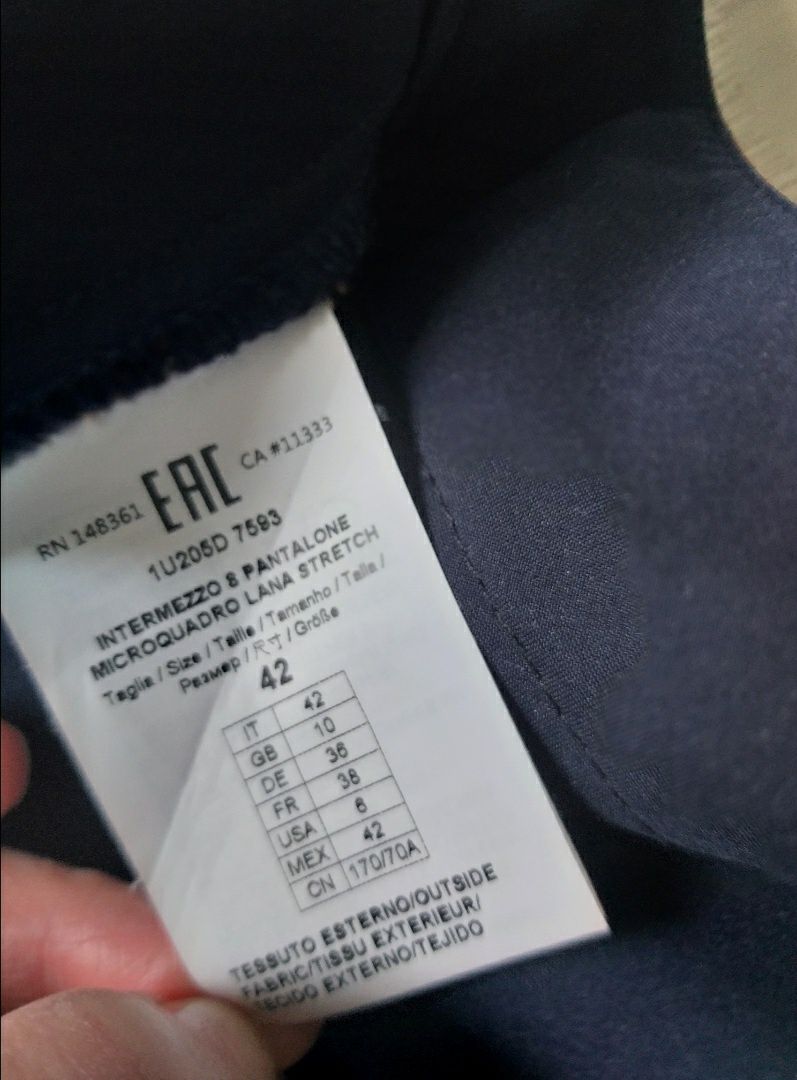 RN 148361 EAC CA #11333
1U205D 7593
INTERMEZZO 8 PANTALONE
MICROQUADRO LANA STRETCH
Taglia / Size / Taille / Tamanho / Talla /
Размер / 尺寸 / Größe
42
IT 42
GB 10
DE 36
FR 38
USA 6
MEX 42
CN 170/70A
TESSUTO ESTERNO/OUTSIDE
FABRIC/TISSU EXTERIEUR/
TECIDO EXTERNO/TEJIDO